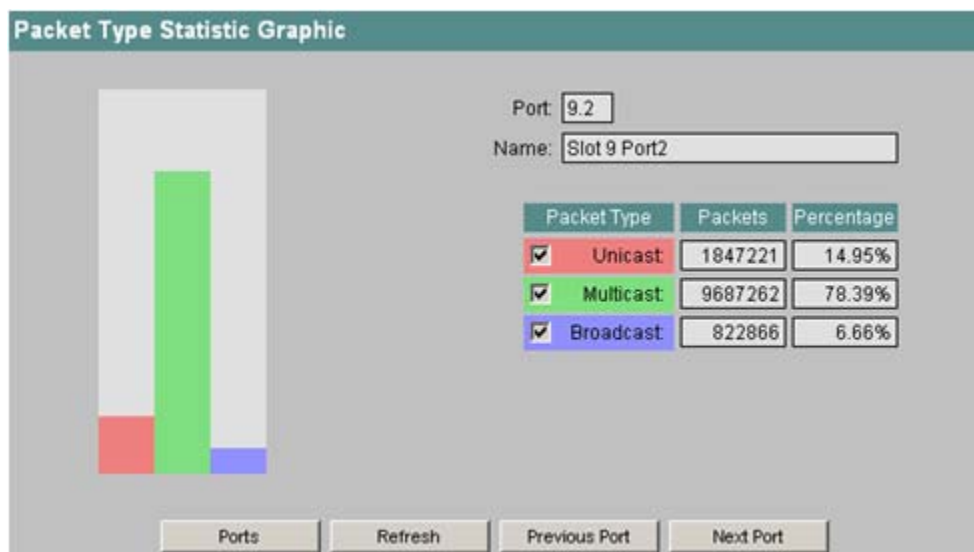 Packet Type Statistic Graphic
Port: 9.2
Name: Slot 9 Port2
Packet Type Packets Percentage
Unicast: 1847221 14.95%
Multicast: 9687262 78.39%
Broadcast: 822866 6.66%
Ports Refresh Previous Port Next Port